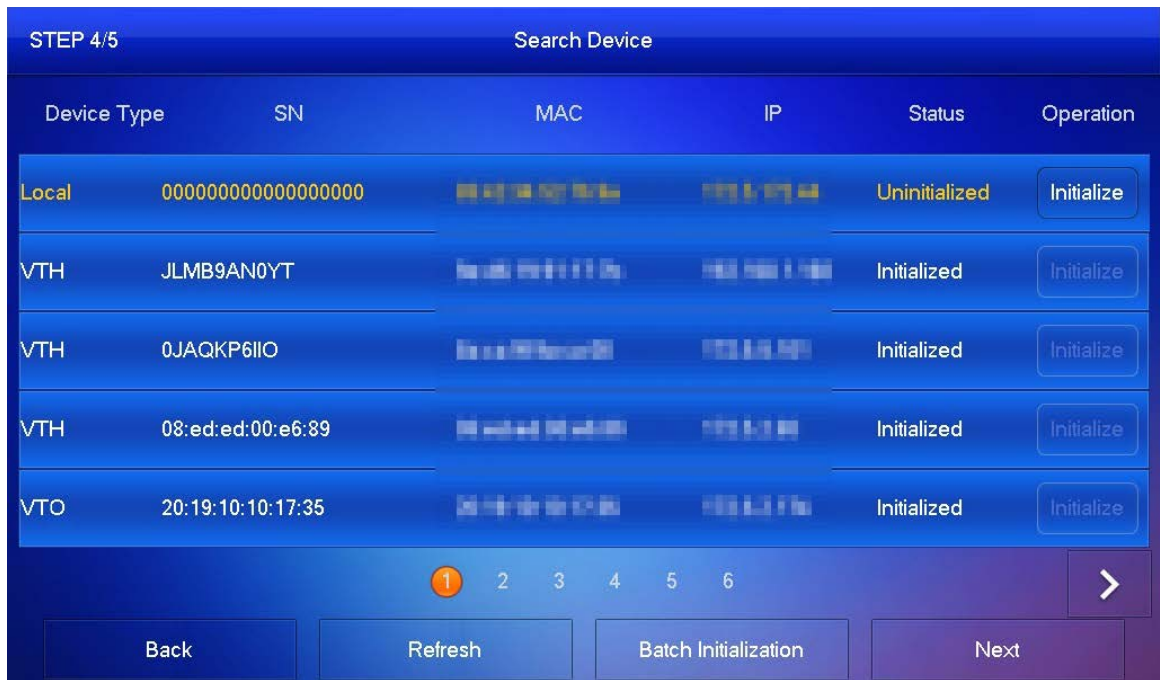 STEP 4/5 Search Device
Device Type SN MAC IP Status Operation
Local 000000000000000000 Uninitialized Initialize
VTH JLMB9AN0YT Initialized Initialize
VTH 0JAQKP6IIO Initialized Initialize
VTH 08:ed:ed:00:e6:89 Initialized Initialize
VTO 20:19:10:10:17:35 Initialized Initialize
1 2 3 4 5 6 >
Back Refresh Batch Initialization Next